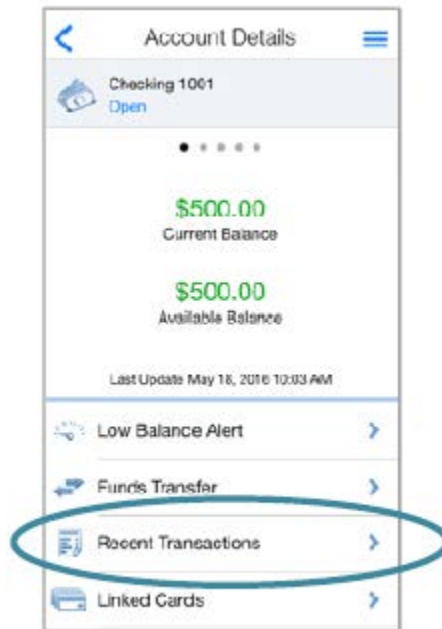 Account Details
Checking 1001
Open
$500.00
Current Balance
$500.00
Available Balance
Last Update May 18, 2016 10:03 AM
Low Balance Alert
Funds Transfer
Recent Transactions
Linked Cards